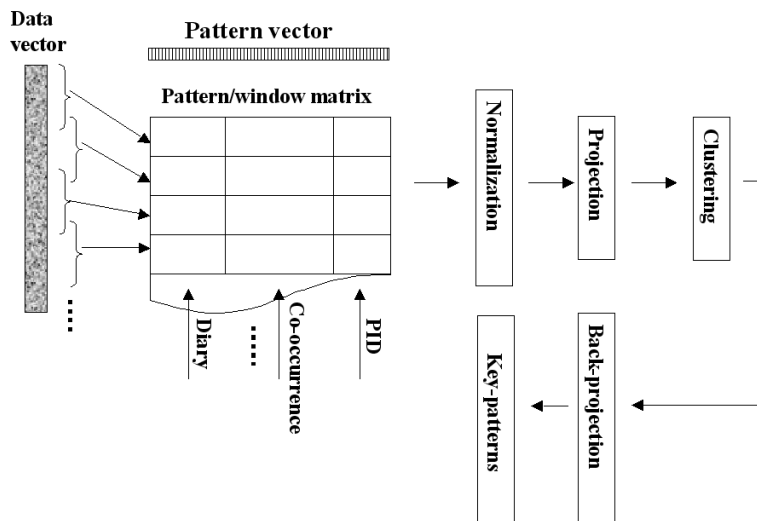 Data
vector
Pattern vector
Pattern/window matrix
Normalization
Projection
Clustering
Diary
.....
Co-occurrence
PID
....
Key-patterns
Back-projection